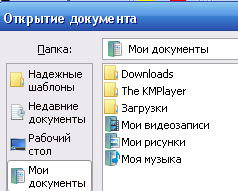 Открытие документа
Папка:
Мои документы
Надежные
шаблоны
Недавние
документы
Рабочий
стол
Мои
документы
Downloads
The KMPlayer
Загрузки
Мои видеозаписи
Мои рисунки
Моя музыка